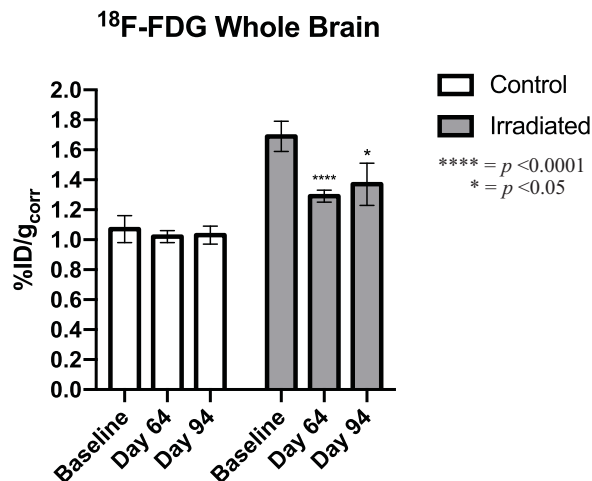 ¹⁸F-FDG Whole Brain
%ID/gcorr
2.0
1.8
1.6
1.4
1.2
1.0
0.8
0.6
0.4
0.2
0.0
****
*
Baseline
Day 64
Day 94
Baseline
Day 64
Day 94
Control
Irradiated
**** = p <0.0001
* = p <0.05